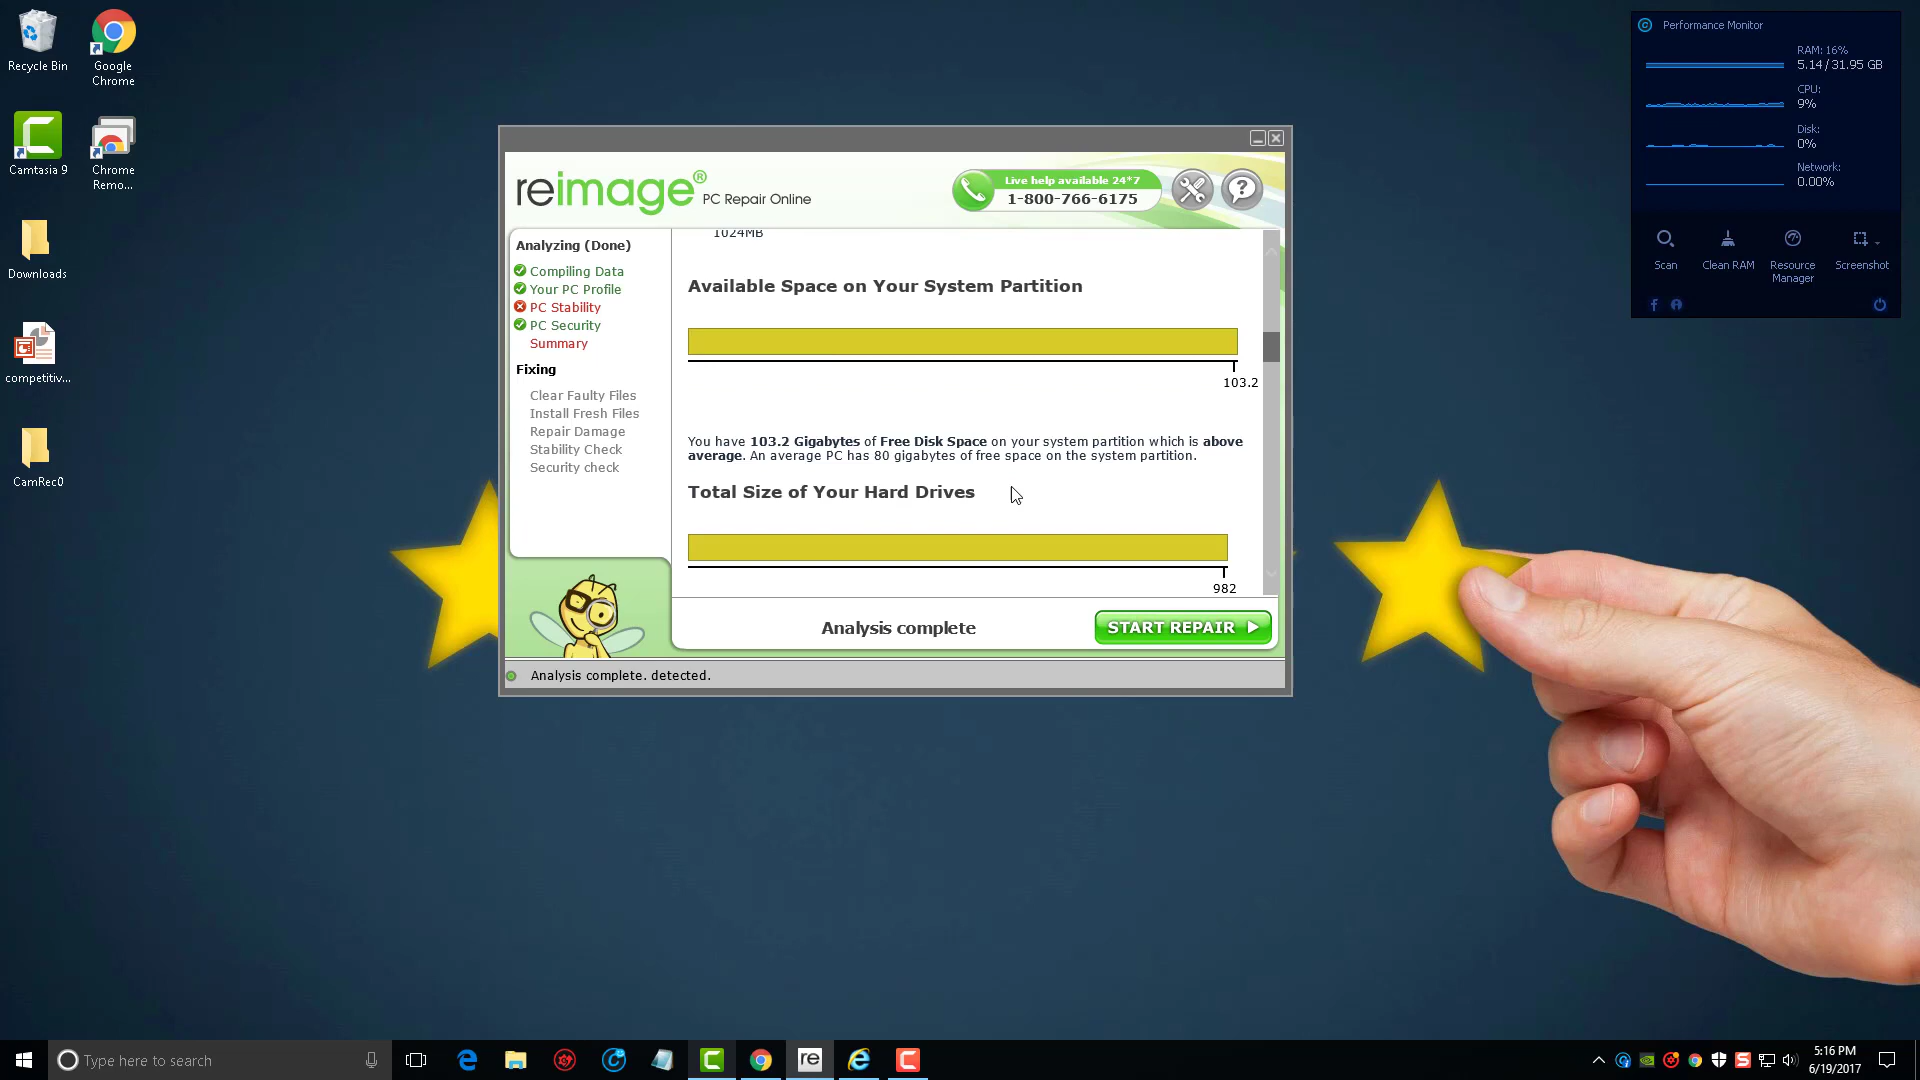 Recycle Bin
Google
Chrome
Camtasia 9
Chrome
Remo...
Downloads
competitiv...
CamRec0
reimage® PC Repair Online
Live help available 24*7
1-800-766-6175
Analyzing (Done)
Compiling Data
Your PC Profile
PC Stability
PC Security
Summary
Fixing
Clear Faulty Files
Install Fresh Files
Repair Damage
Stability Check
Security check
1024MB
Available Space on Your System Partition
103.2
You have 103.2 Gigabytes of Free Disk Space on your system partition which is above
average. An average PC has 80 gigabytes of free space on the system partition.
Total Size of Your Hard Drives
982
Analysis complete
START REPAIR
Analysis complete. detected.
Performance Monitor
RAM: 16%
5.14/31.95 GB
CPU:
9%
Disk:
0%
Network:
0.00%
Scan
Clean RAM
Resource
Manager
Screenshot
Type here to search
re
5:16 PM
6/19/2017